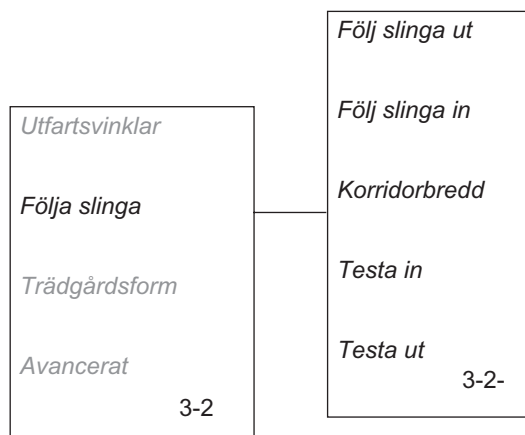 Utfartsvinklar
Följa slinga
Trädgårdsform
Avancerat
3-2
Följ slinga ut
Följ slinga in
Korridorbredd
Testa in
Testa ut
3-2-